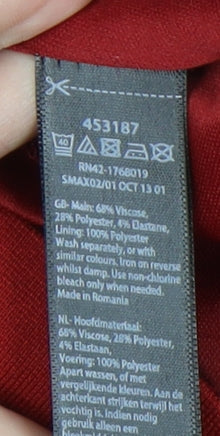 453187
40
RN42-1768019
SMAX02/01 OCT 13 01
GB- Main: 68% Viscose,
28% Polyester, 4% Elastane,
Lining: 100% Polyester
Wash separately, or with
similar colours. Iron on reverse
whilst damp. Use non-chlorine
bleach only when needed.
Made in Romania
NL- Hoofdmateriaal:
68% Viscose, 28% Polyester,
4% Elastaan,
Voering: 100% Polyester
Apart wassen, of met
vergelijkende kleuren. Aan de
achterkant strijken terwijl het
vochtig is. Indien nodig
gebruik alleen een